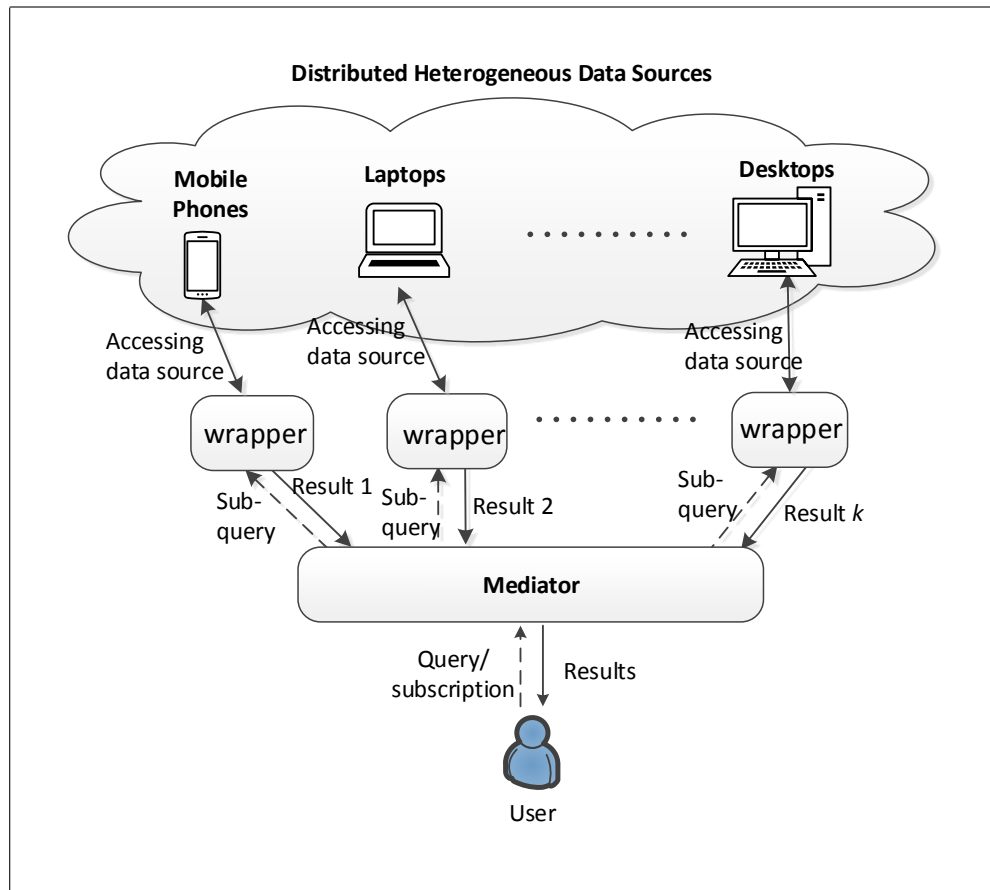 Distributed Heterogeneous Data Sources
Mobile
Phones
Laptops
Desktops
Accessing
data source
Accessing
data source
Accessing
data source
wrapper
wrapper
wrapper
Sub-
query
Result 1
Sub-
query
Result 2
Sub-
query
Result k
Mediator
Query/
subscription
Results
User